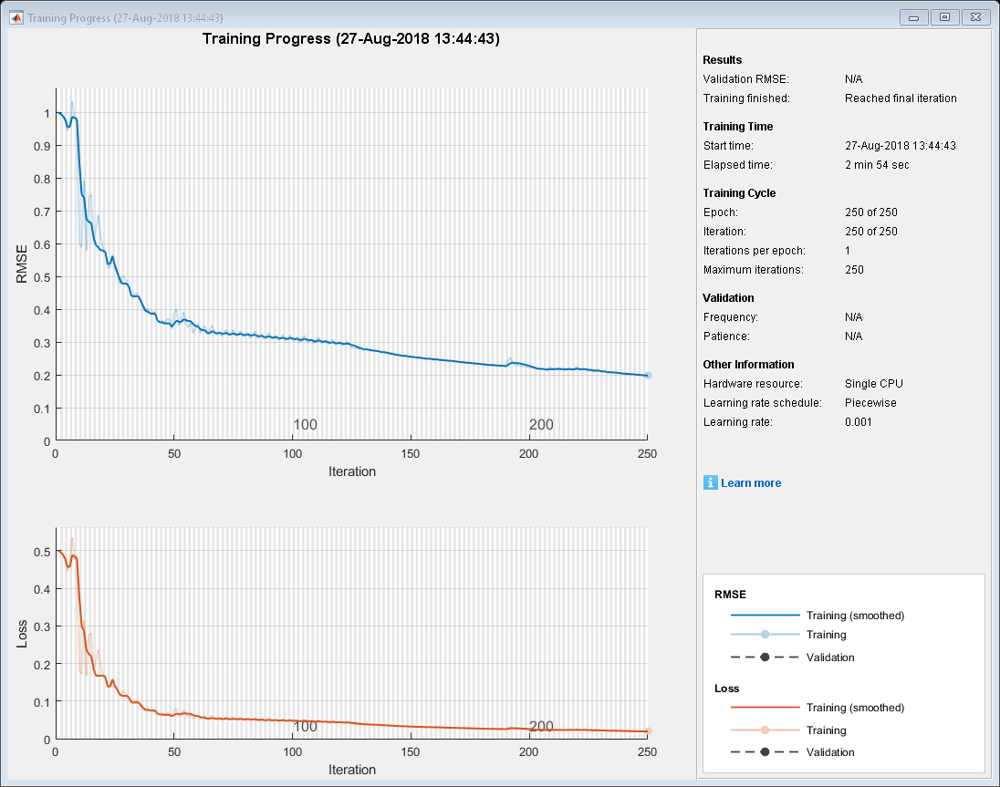 Training Progress (27-Aug-2018 13:44:43)
Training Progress (27-Aug-2018 13:44:43)
RMSE
1
0.9
0.8
0.7
0.6
0.5
0.4
0.3
0.2
0.1
0
100
200
0 50 100 150 200 250
Iteration
Loss
0.5
0.4
0.3
0.2
0.1
0
100
200
0 50 100 150 200 250
Iteration
Results
Validation RMSE: N/A
Training finished: Reached final iteration
Training Time
Start time: 27-Aug-2018 13:44:43
Elapsed time: 2 min 54 sec
Training Cycle
Epoch: 250 of 250
Iteration: 250 of 250
Iterations per epoch: 1
Maximum iterations: 250
Validation
Frequency: N/A
Patience: N/A
Other Information
Hardware resource: Single CPU
Learning rate schedule: Piecewise
Learning rate: 0.001
i Learn more
RMSE
Training (smoothed)
Training
Validation
Loss
Training (smoothed)
Training
Validation